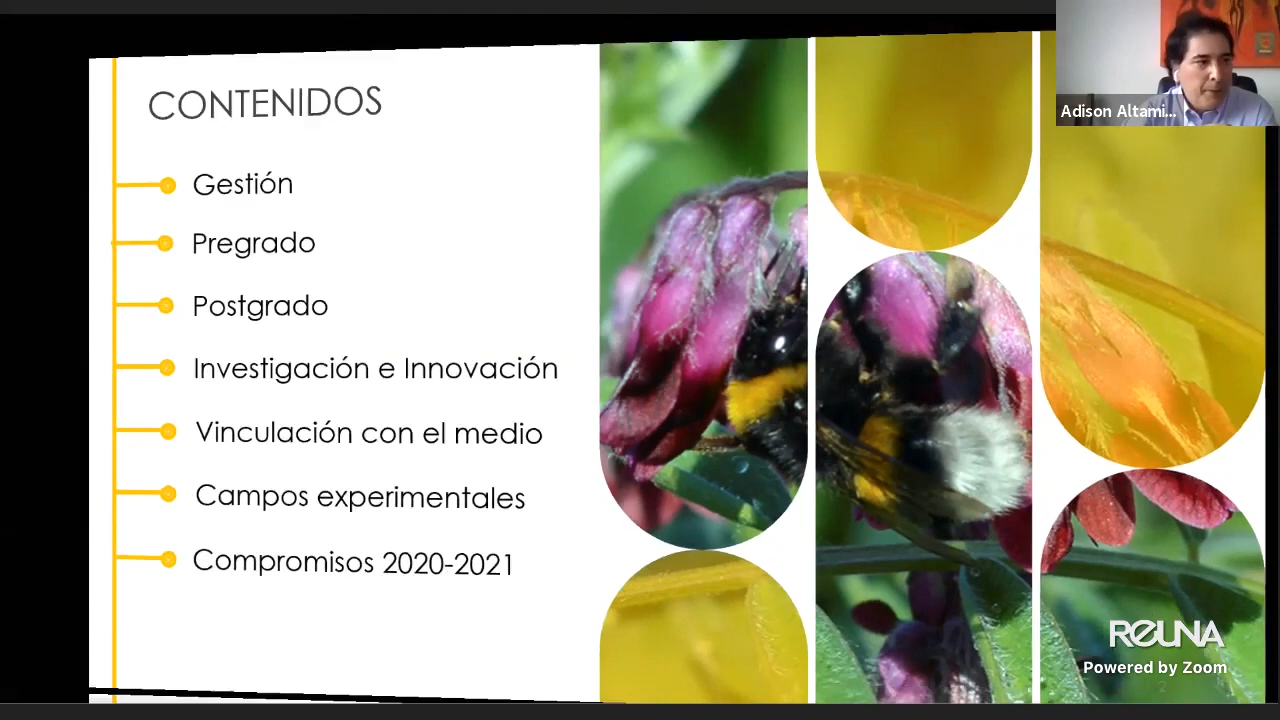 CONTENIDOS
Gestión
Pregrado
Postgrado
Investigación e Innovación
Vinculación con el medio
Campos experimentales
Compromisos 2020-2021
Adison Altami...
REUNA
Powered by Zoom